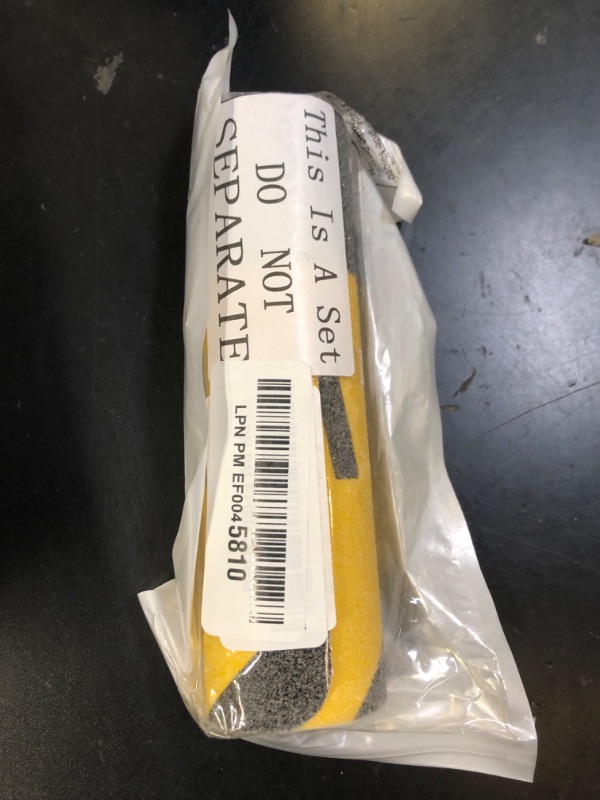 This Is A Set
DO NOT
SEPARATE
LPN PM EF0045810